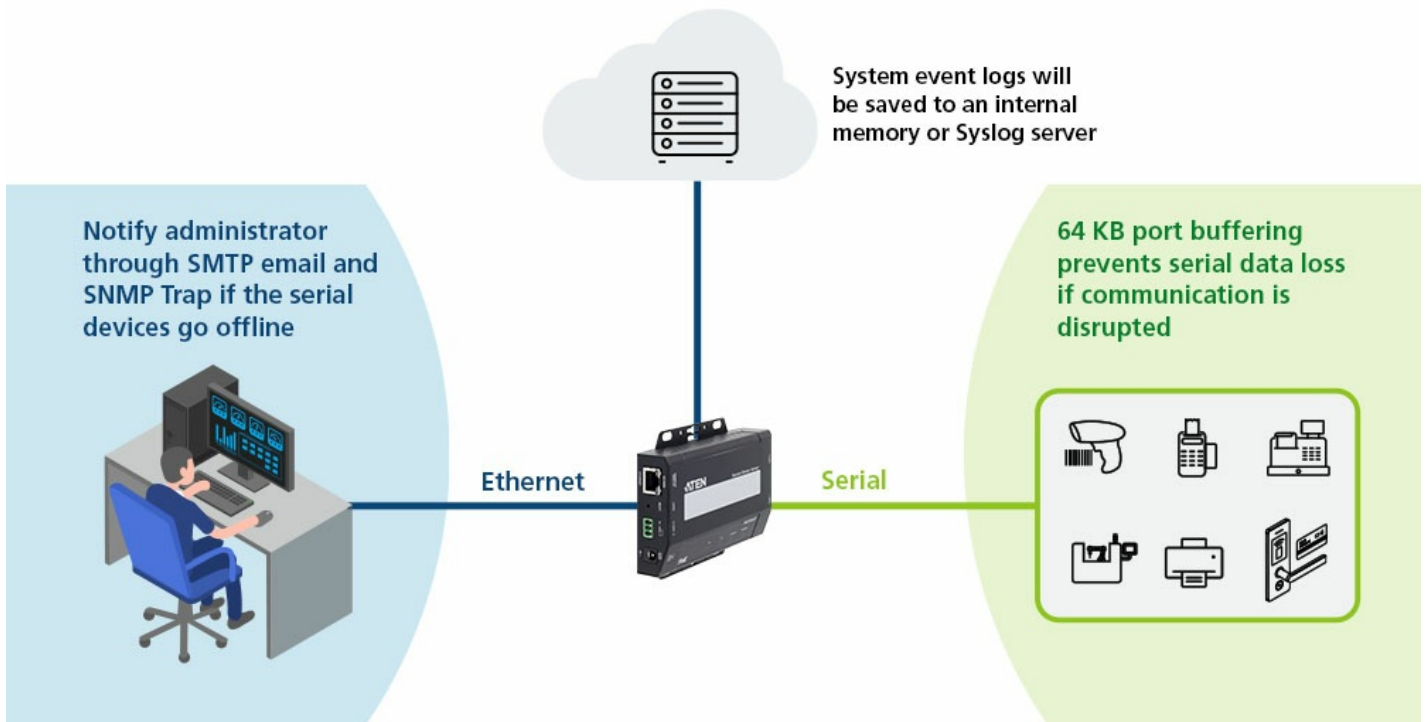 System event logs will
be saved to an internal
memory or Syslog server
Notify administrator
through SMTP email and
SNMP Trap if the serial
devices go offline
64 KB port buffering
prevents serial data loss
if communication is
disrupted
Ethernet
Serial
ATEN